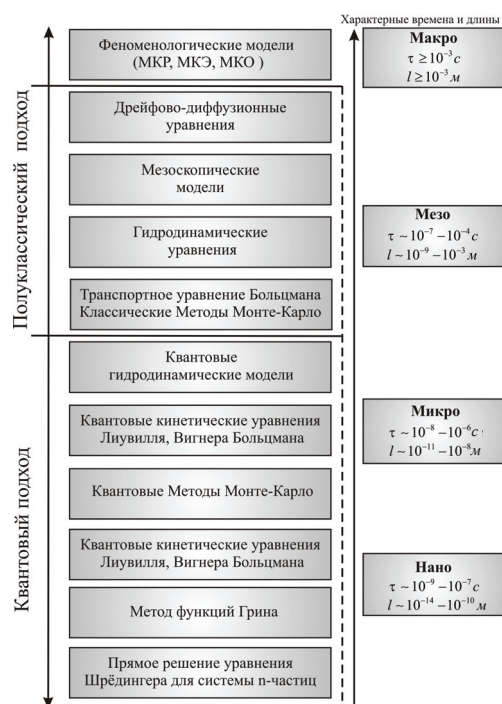 Характерные времена и длины
Феноменологические модели
(МКР, МКЭ, МКО )
Макро
τ ≥10⁻³ с
l ≥10⁻³ м
Полуклассический подход
Дрейфово-диффузионные
уравнения
Мезоскопические
модели
Гидродинамические
уравнения
Мезо
τ ~10⁻⁷ –10⁻⁴ с
l ~10⁻⁹ –10⁻³ м
Транспортное уравнение Больцмана
Классические Методы Монте-Карло
Квантовый подход
Квантовые
гидродинамические модели
Квантовые кинетические уравнения
Лиувилля, Вигнера Больцмана
Микро
τ ~10⁻⁸ –10⁻⁶ с
l ~10⁻¹¹ –10⁻⁸ м
Квантовые Методы Монте-Карло
Квантовые кинетические уравнения
Лиувилля, Вигнера Больцмана
Нано
τ ~10⁻⁹ –10⁻⁷ с
l ~10⁻¹⁴ –10⁻¹⁰ м
Метод функций Грина
Прямое решение уравнения
Шрёдингера для системы n-частиц